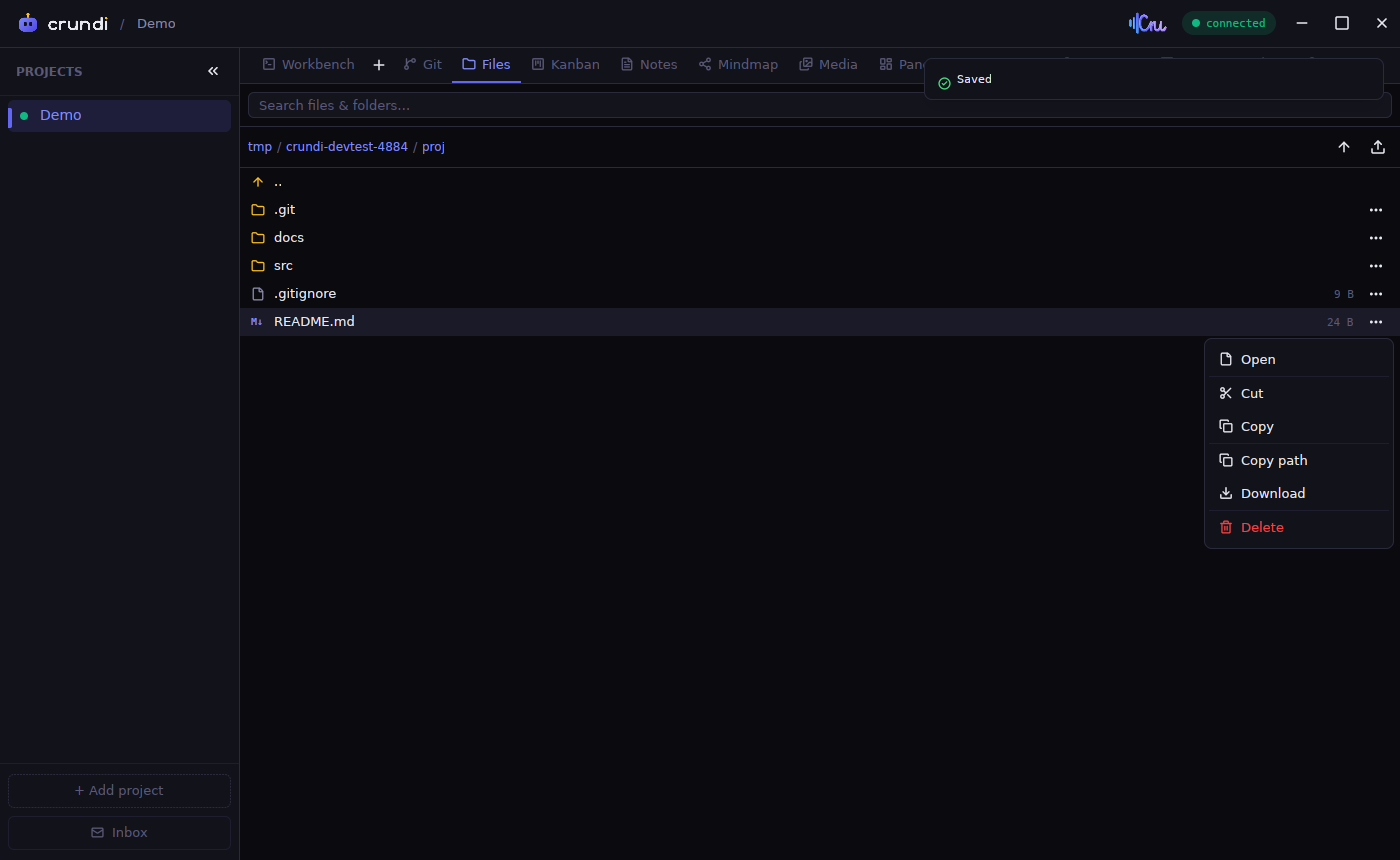 crundi / Demo
Cru
connected
PROJECTS
Workbench
Git
Files
Kanban
Notes
Mindmap
Media
Saved
Demo
Search files & folders...
tmp / crundi-devtest-4884 / proj
..
.git
docs
src
.gitignore 9 B
M↓ README.md 24 B
Open
Cut
Copy
Copy path
Download
Delete
+ Add project
Inbox